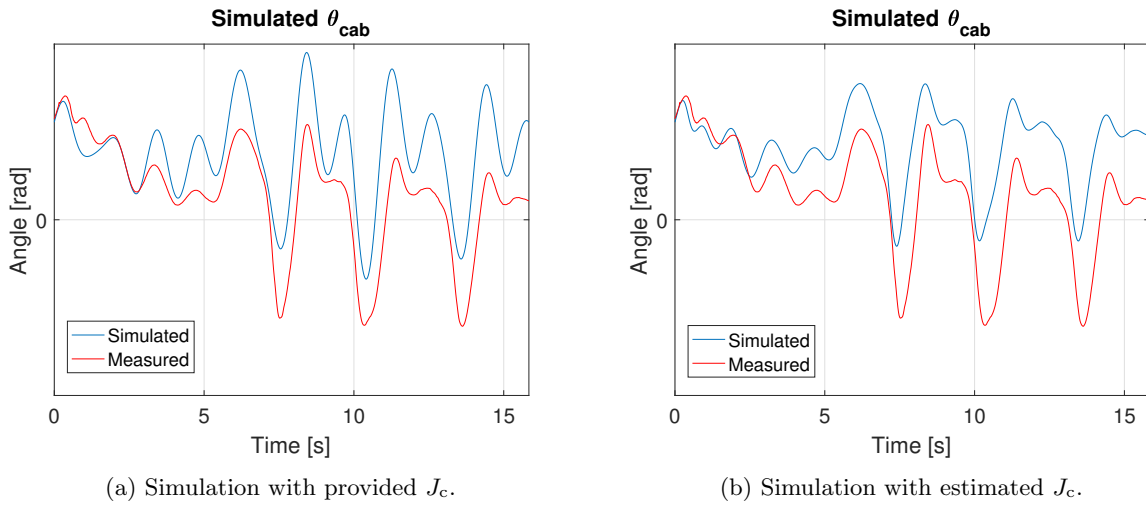 Simulated θcab
Angle [rad]
0
Simulated
Measured
0 5 10 15
Time [s]
(a) Simulation with provided Jc.
Simulated θcab
Angle [rad]
0
Simulated
Measured
0 5 10 15
Time [s]
(b) Simulation with estimated Jc.